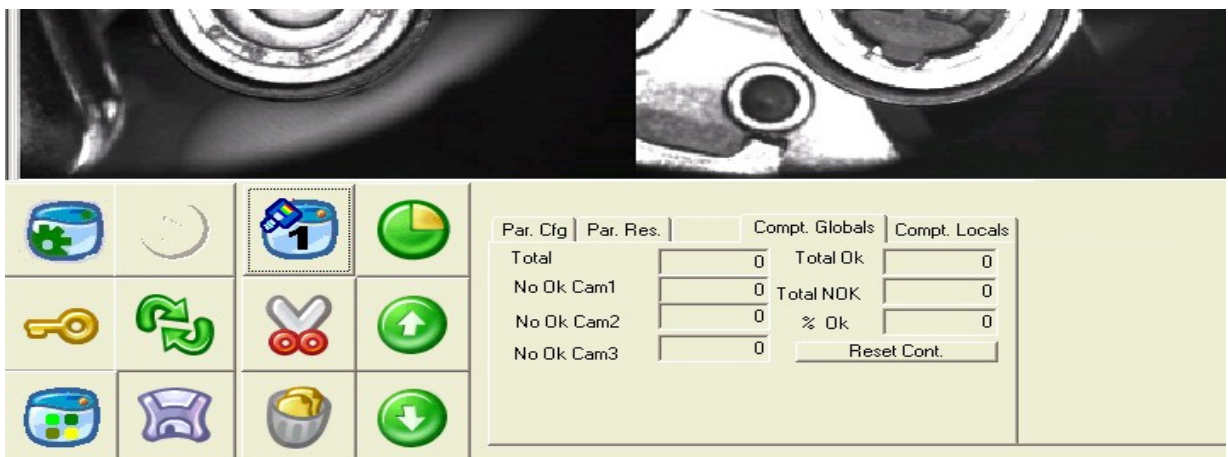 1
Par. Cfg Par. Res. Compt. Globals Compt. Locals
Total 0 Total Ok 0
No Ok Cam1 0 Total NOK 0
No Ok Cam2 0 % Ok 0
No Ok Cam3 0 Reset Cont.